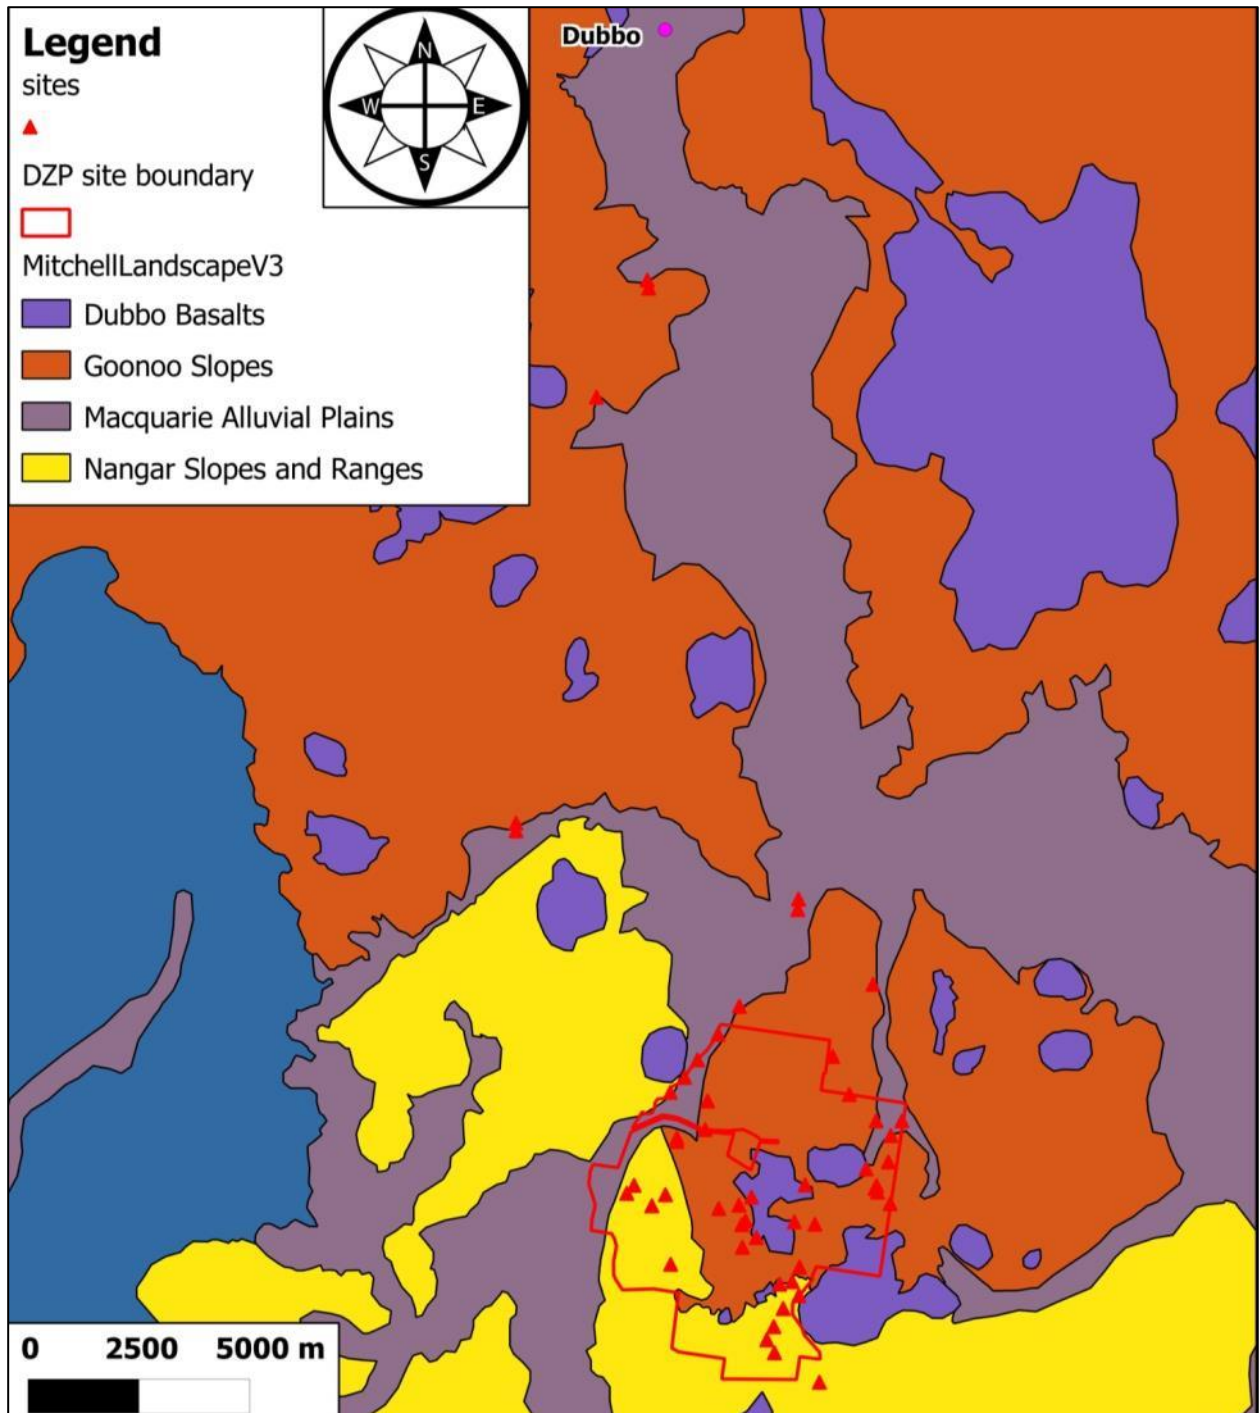 Legend
sites
DZP site boundary
MitchellLandscapeV3
Dubbo Basalts
Goonoo Slopes
Macquarie Alluvial Plains
Nangar Slopes and Ranges
N
W E
S
Dubbo
0 2500 5000 m